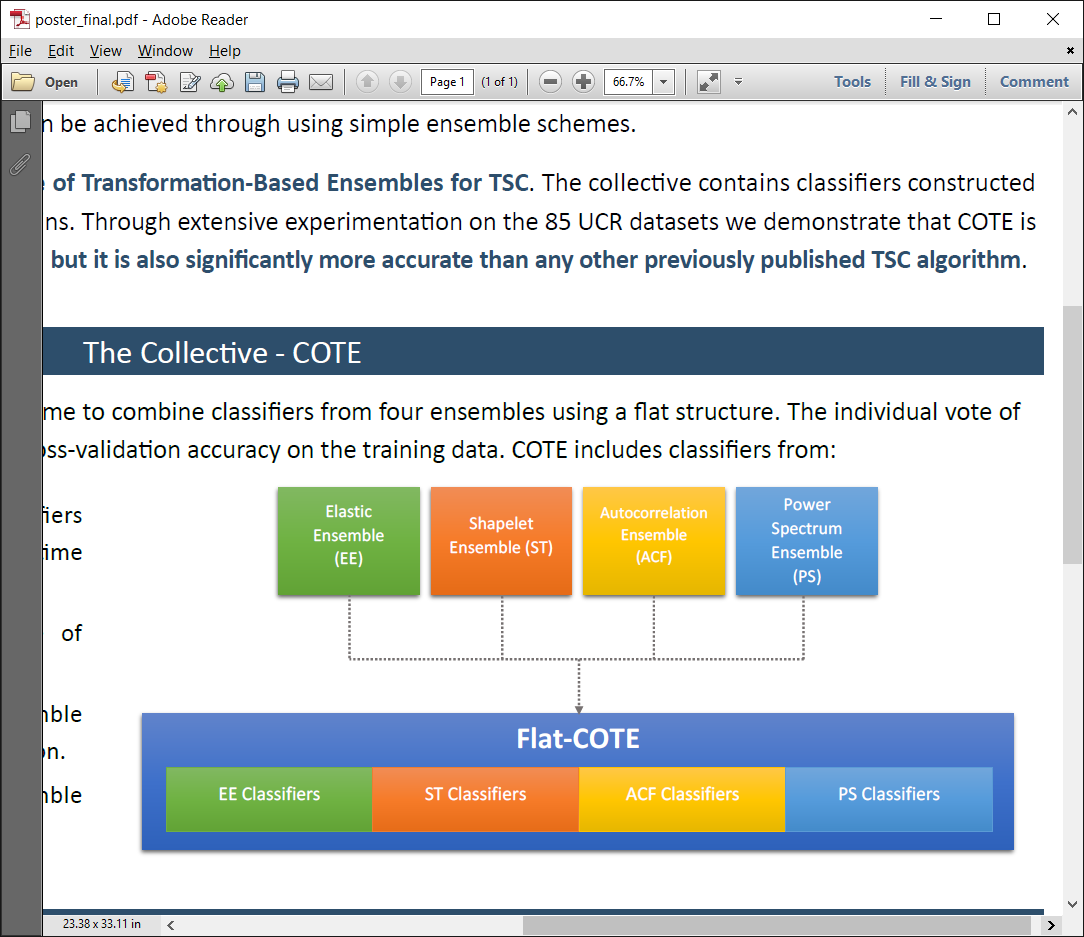 poster_final.pdf - Adobe Reader
File Edit View Window Help
Open Page 1 (1 of 1) 66.7% Tools Fill & Sign Comment
n be achieved through using simple ensemble schemes.
of Transformation-Based Ensembles for TSC. The collective contains classifiers constructed
ns. Through extensive experimentation on the 85 UCR datasets we demonstrate that COTE is
but it is also significantly more accurate than any other previously published TSC algorithm.
The Collective - COTE
me to combine classifiers from four ensembles using a flat structure. The individual vote of
oss-validation accuracy on the training data. COTE includes classifiers from:
fiers
time
of
mble
on.
mble
Elastic
Ensemble
(EE)
Shapelet
Ensemble (ST)
Autocorrelation
Ensemble
(ACF)
Power
Spectrum
Ensemble
(PS)
Flat-COTE
EE Classifiers ST Classifiers ACF Classifiers PS Classifiers
23.38 x 33.11 in